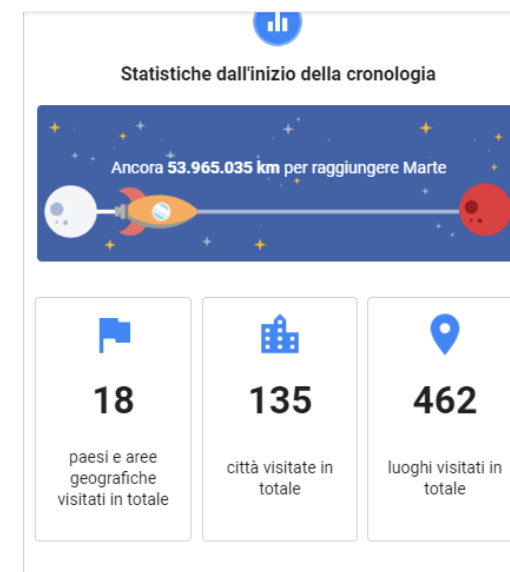 Statistiche dall'inizio della cronologia
Ancora 53.965.035 km per raggiungere Marte
18
paesi e aree
geografiche
visitati in totale
135
città visitate in
totale
462
luoghi visitati in
totale